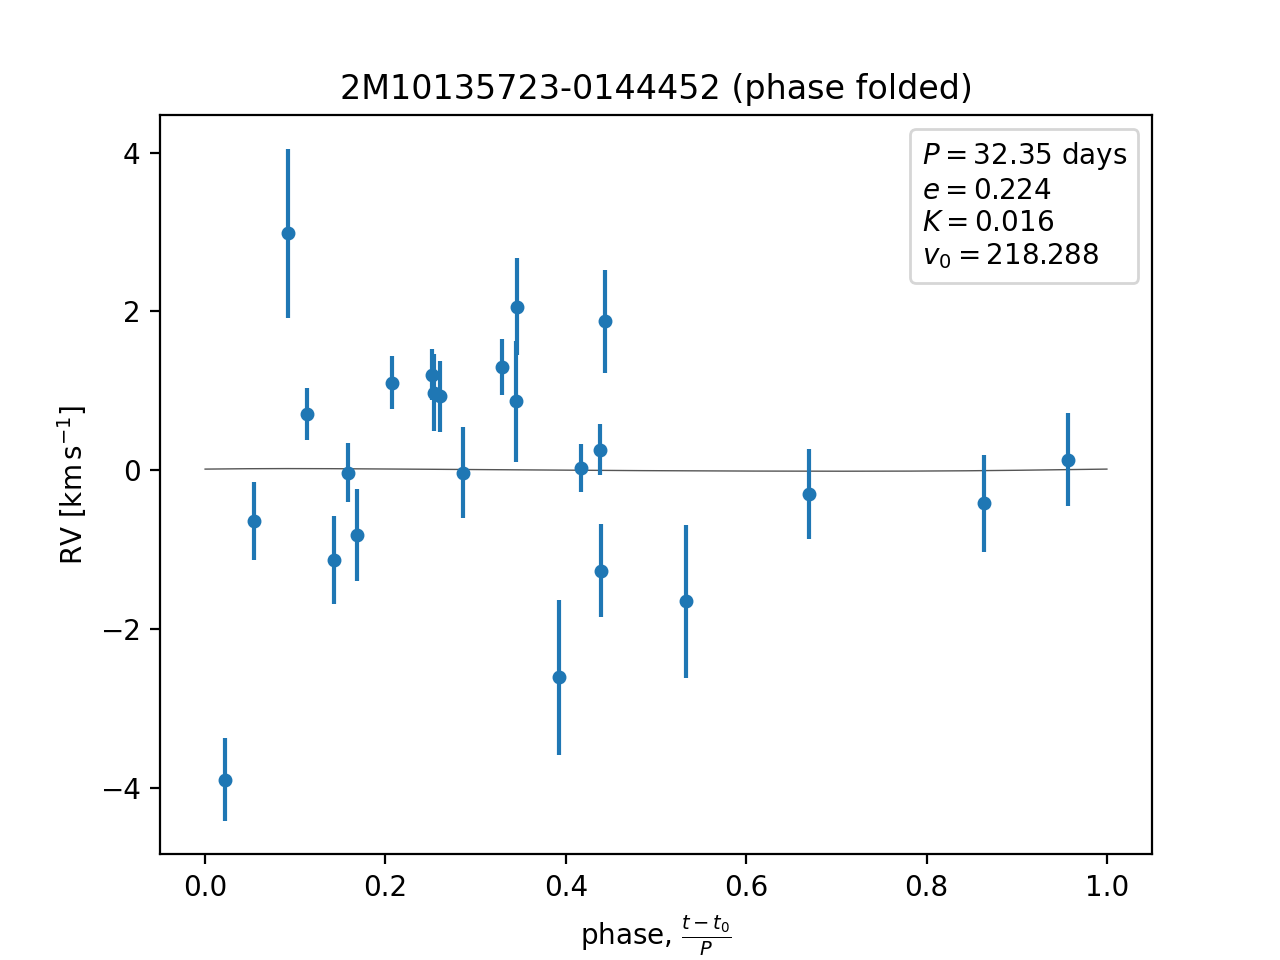 2M10135723-0144452 (phase folded)
P = 32.35 days
e = 0.224
K = 0.016
v₀ = 218.288
4
2
0
−2
−4
RV [km s⁻¹]
0.0 0.2 0.4 0.6 0.8 1.0
phase, (t − t₀)/P